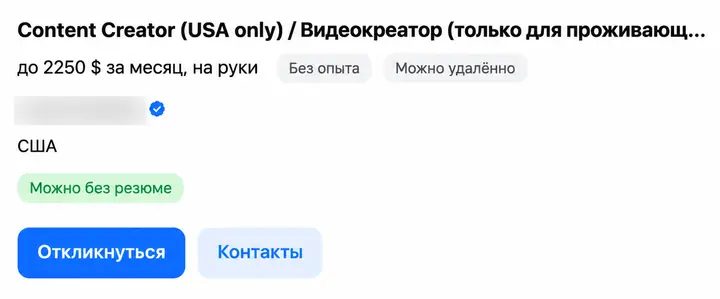 Content Creator (USA only) / Видеокреатор (только для проживающ...
до 2250 $ за месяц, на руки Без опыта Можно удалённо
США
Можно без резюме
Откликнуться Контакты